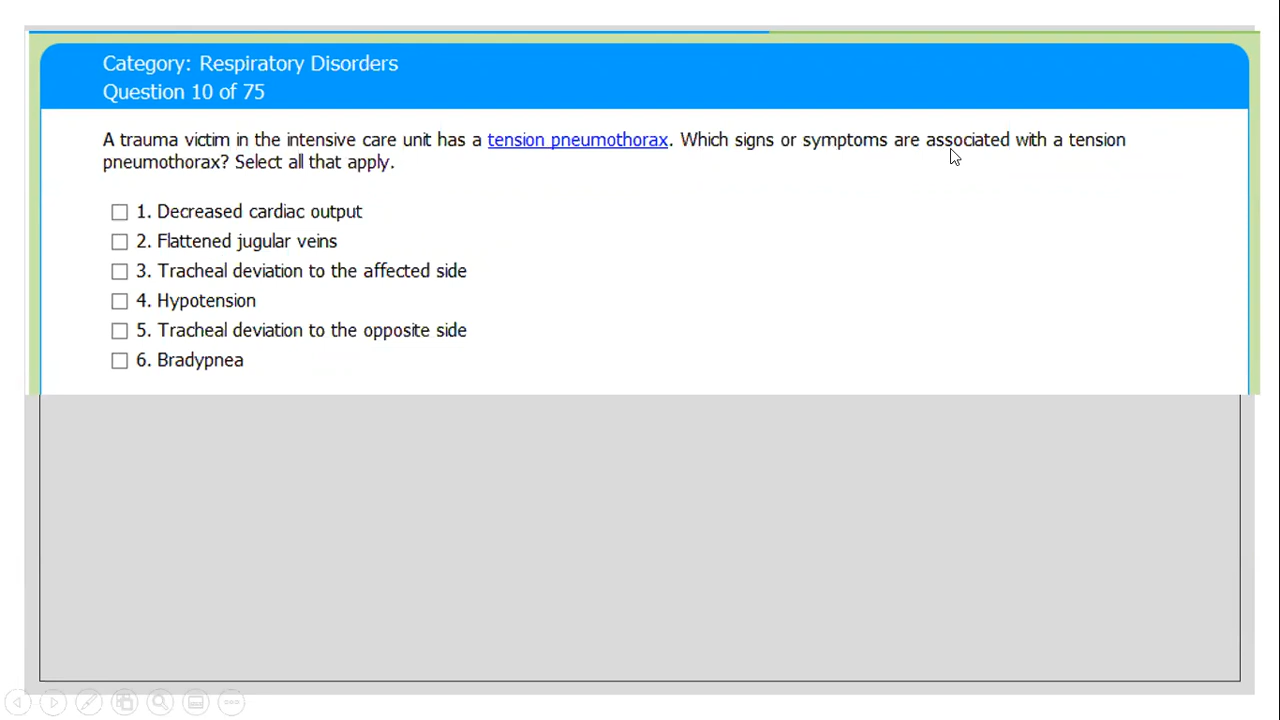 Category: Respiratory Disorders
Question 10 of 75
A trauma victim in the intensive care unit has a tension pneumothorax. Which signs or symptoms are associated with a tension
pneumothorax? Select all that apply.
1. Decreased cardiac output
2. Flattened jugular veins
3. Tracheal deviation to the affected side
4. Hypotension
5. Tracheal deviation to the opposite side
6. Bradypnea